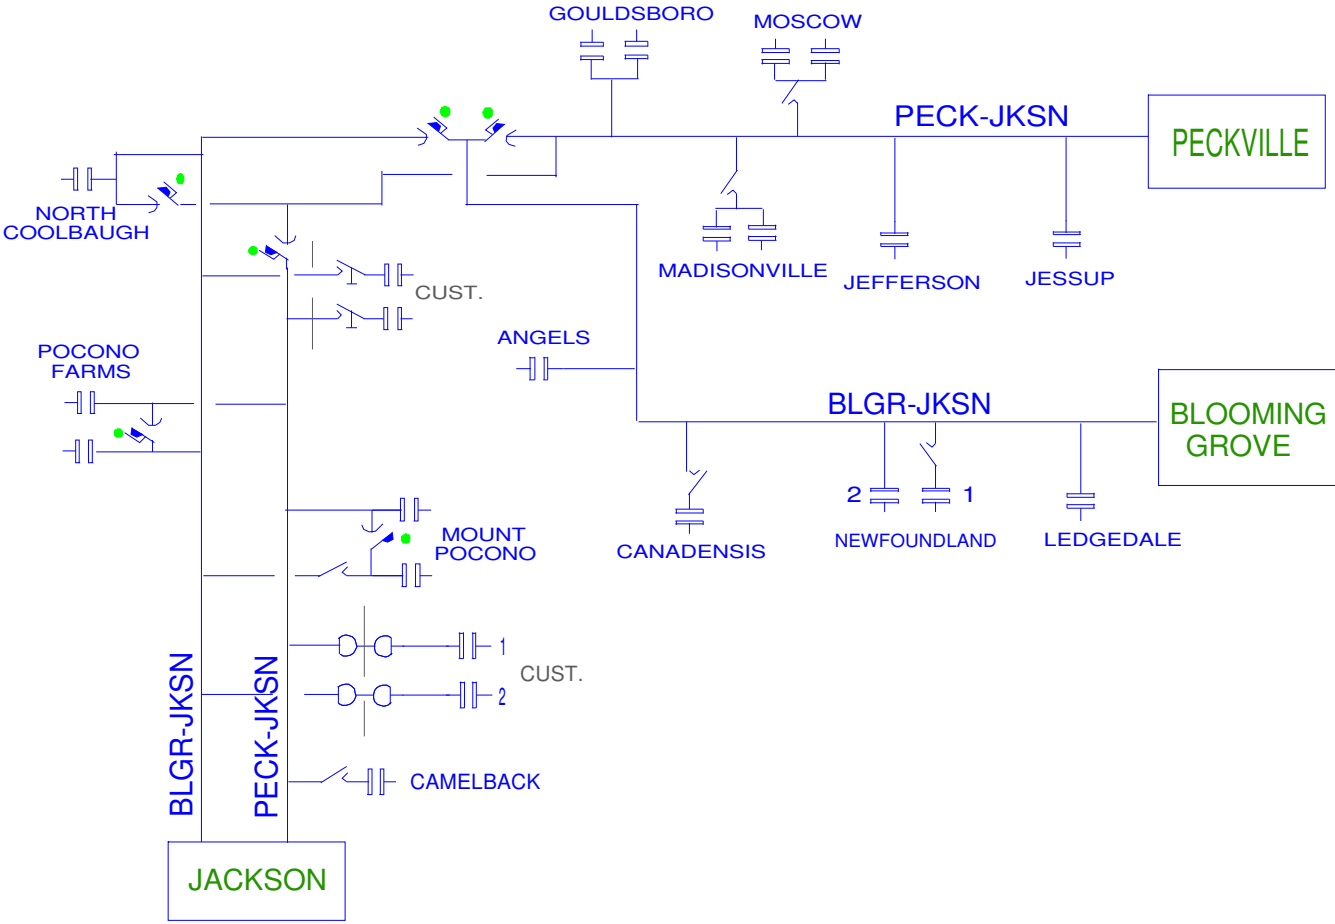 GOULDSBORO
MOSCOW
PECK-JKSN
PECKVILLE
NORTH
COOLBAUGH
MADISONVILLE
JEFFERSON
JESSUP
CUST.
ANGELS
POCONO
FARMS
BLGR-JKSN
BLOOMING
GROVE
2
1
MOUNT
POCONO
CANADENSIS
NEWFOUNDLAND
LEDGEDALE
1
CUST.
2
BLGR-JKSN
PECK-JKSN
CAMELBACK
JACKSON